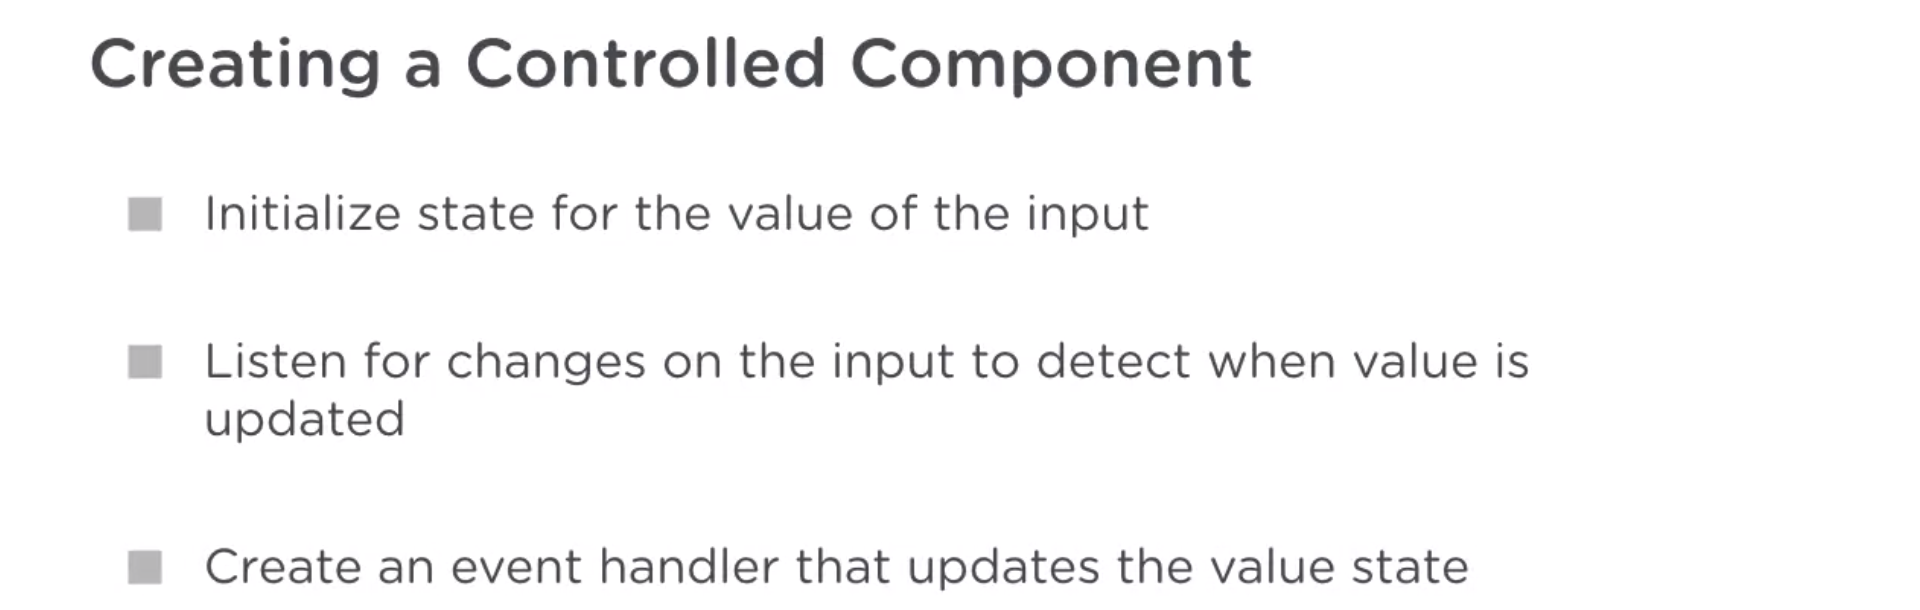 Creating a Controlled Component
Initialize state for the value of the input
Listen for changes on the input to detect when value is
updated
Create an event handler that updates the value state